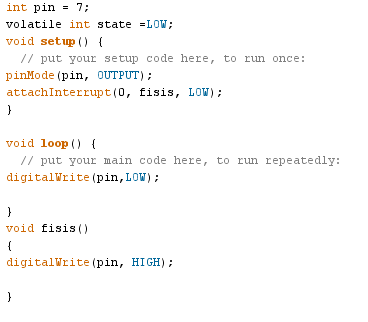 int pin = 7;
volatile int state =LOW;
void setup() {
  // put your setup code here, to run once:
pinMode(pin, OUTPUT);
attachInterrupt(0, fisis, LOW);
}

void loop() {
  // put your main code here, to run repeatedly:
digitalWrite(pin,LOW);

}
void fisis()
{
digitalWrite(pin, HIGH);

}